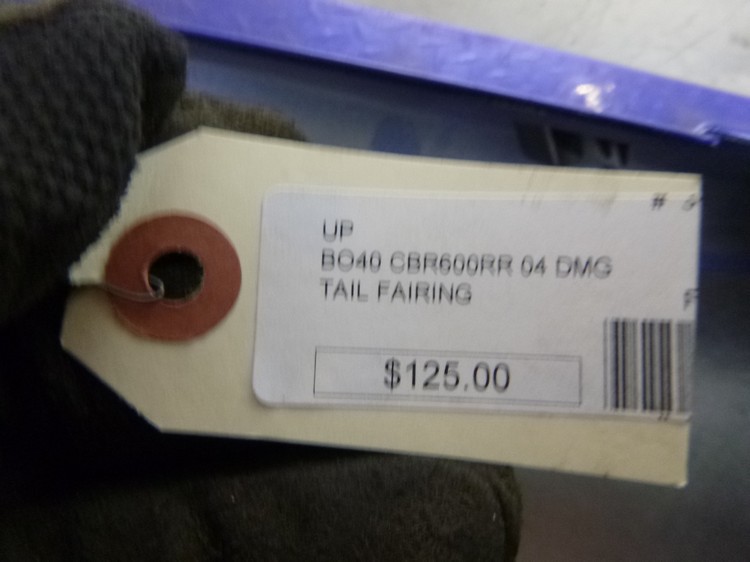 UP
BO40 CBR600RR 04 DMG
TAIL FAIRING
$125.00
#